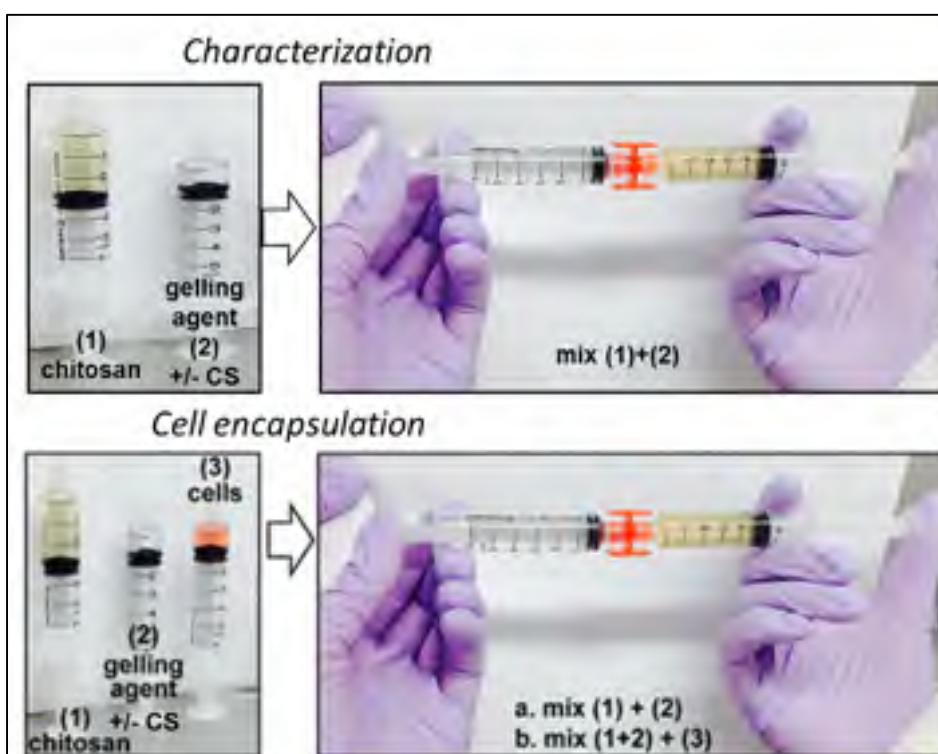 Characterization
(1)
chitosan
gelling
agent
(2)
+/- CS
mix (1)+(2)
Cell encapsulation
(3)
cells
(2)
gelling
agent
+/- CS
(1)
chitosan
a. mix (1) + (2)
b. mix (1+2) + (3)